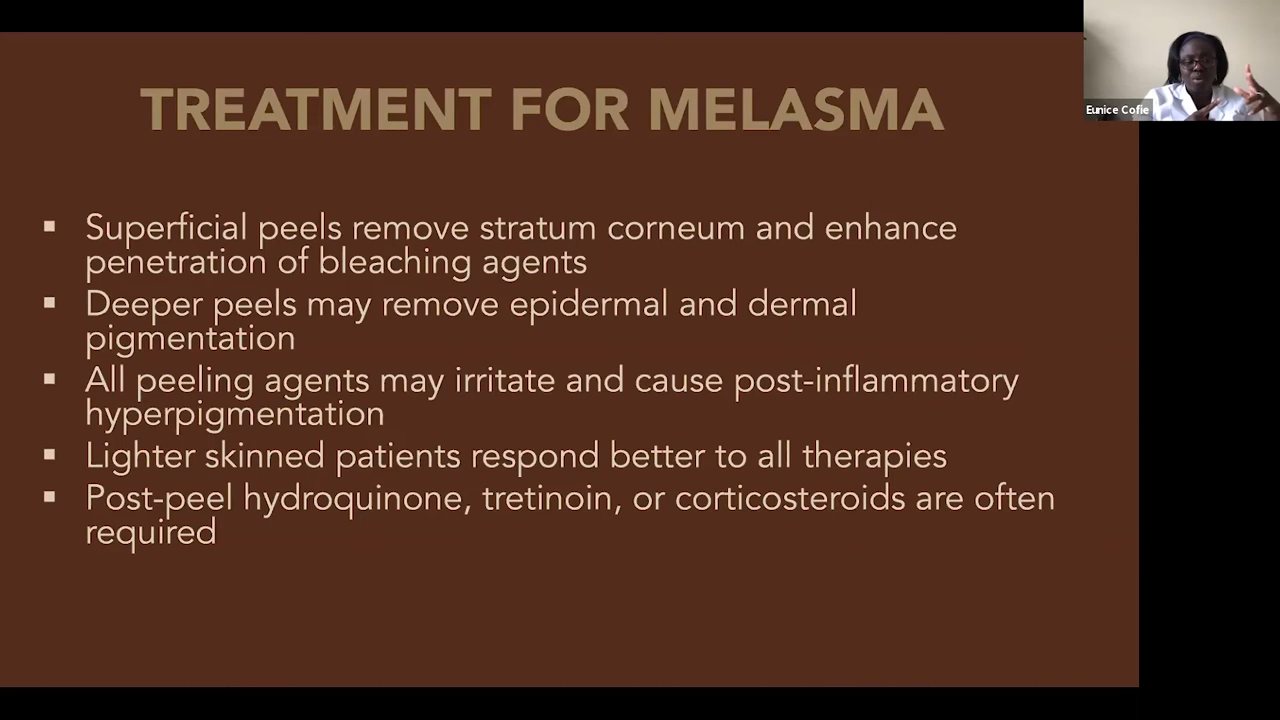 TREATMENT FOR MELASMA
Eunice Cofie
▪ Superficial peels remove stratum corneum and enhance
penetration of bleaching agents
▪ Deeper peels may remove epidermal and dermal
pigmentation
▪ All peeling agents may irritate and cause post-inflammatory
hyperpigmentation
▪ Lighter skinned patients respond better to all therapies
▪ Post-peel hydroquinone, tretinoin, or corticosteroids are often
required